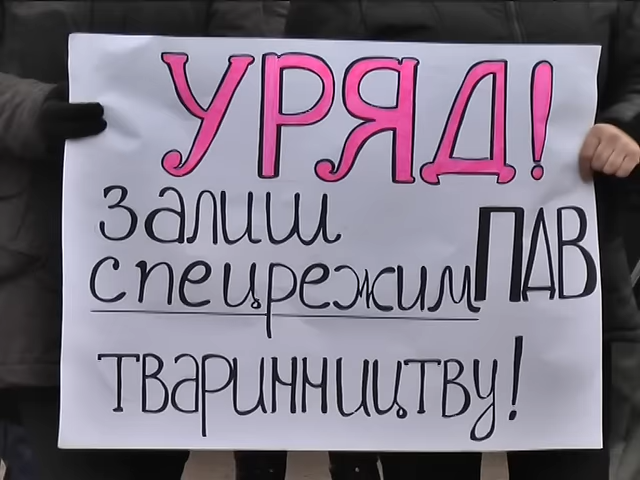 УРЯД!
залиш
спецрежим ПДВ
тваринництву!